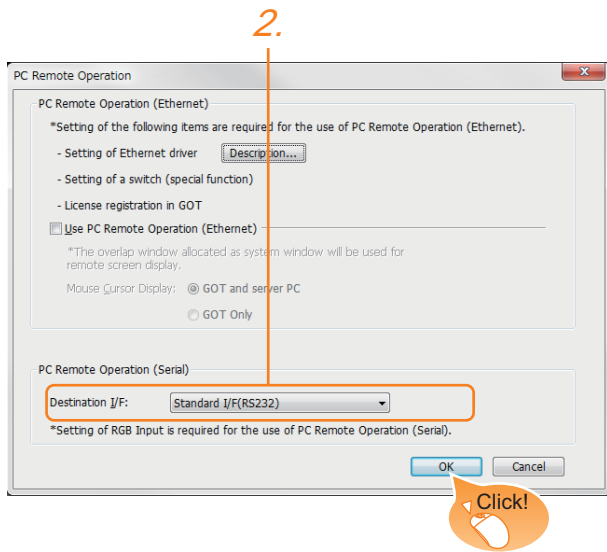 2.
PC Remote Operation
PC Remote Operation (Ethernet)
*Setting of the following items are required for the use of PC Remote Operation (Ethernet).
- Setting of Ethernet driver Description...
- Setting of a switch (special function)
- License registration in GOT
Use PC Remote Operation (Ethernet)
*The overlap window allocated as system window will be used for
remote screen display.
Mouse Cursor Display: GOT and server PC
GOT Only
PC Remote Operation (Serial)
Destination I/F: Standard I/F(RS232)
*Setting of RGB Input is required for the use of PC Remote Operation (Serial).
OK Cancel
Click!